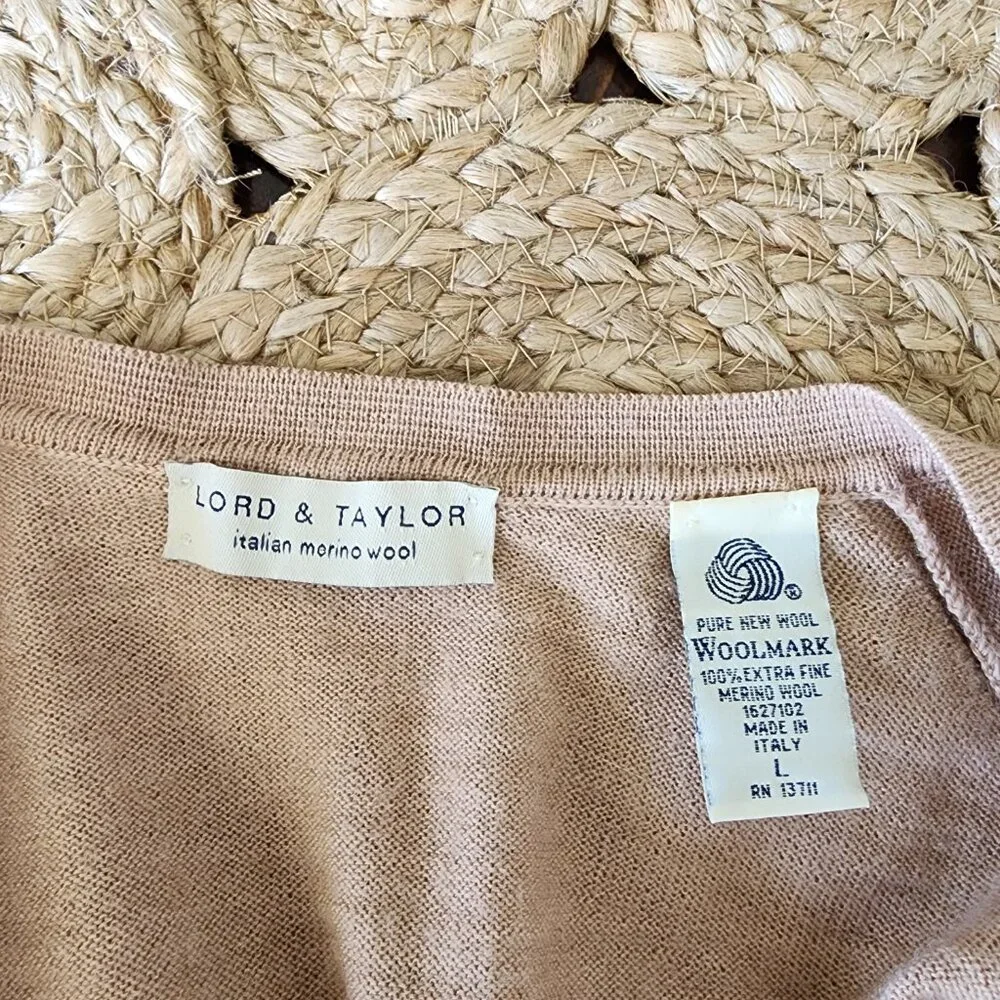 LORD & TAYLOR
italian merino wool
PURE NEW WOOL
WOOLMARK
100% EXTRA FINE
MERINO WOOL
1627102
MADE IN
ITALY
L
RN 13711